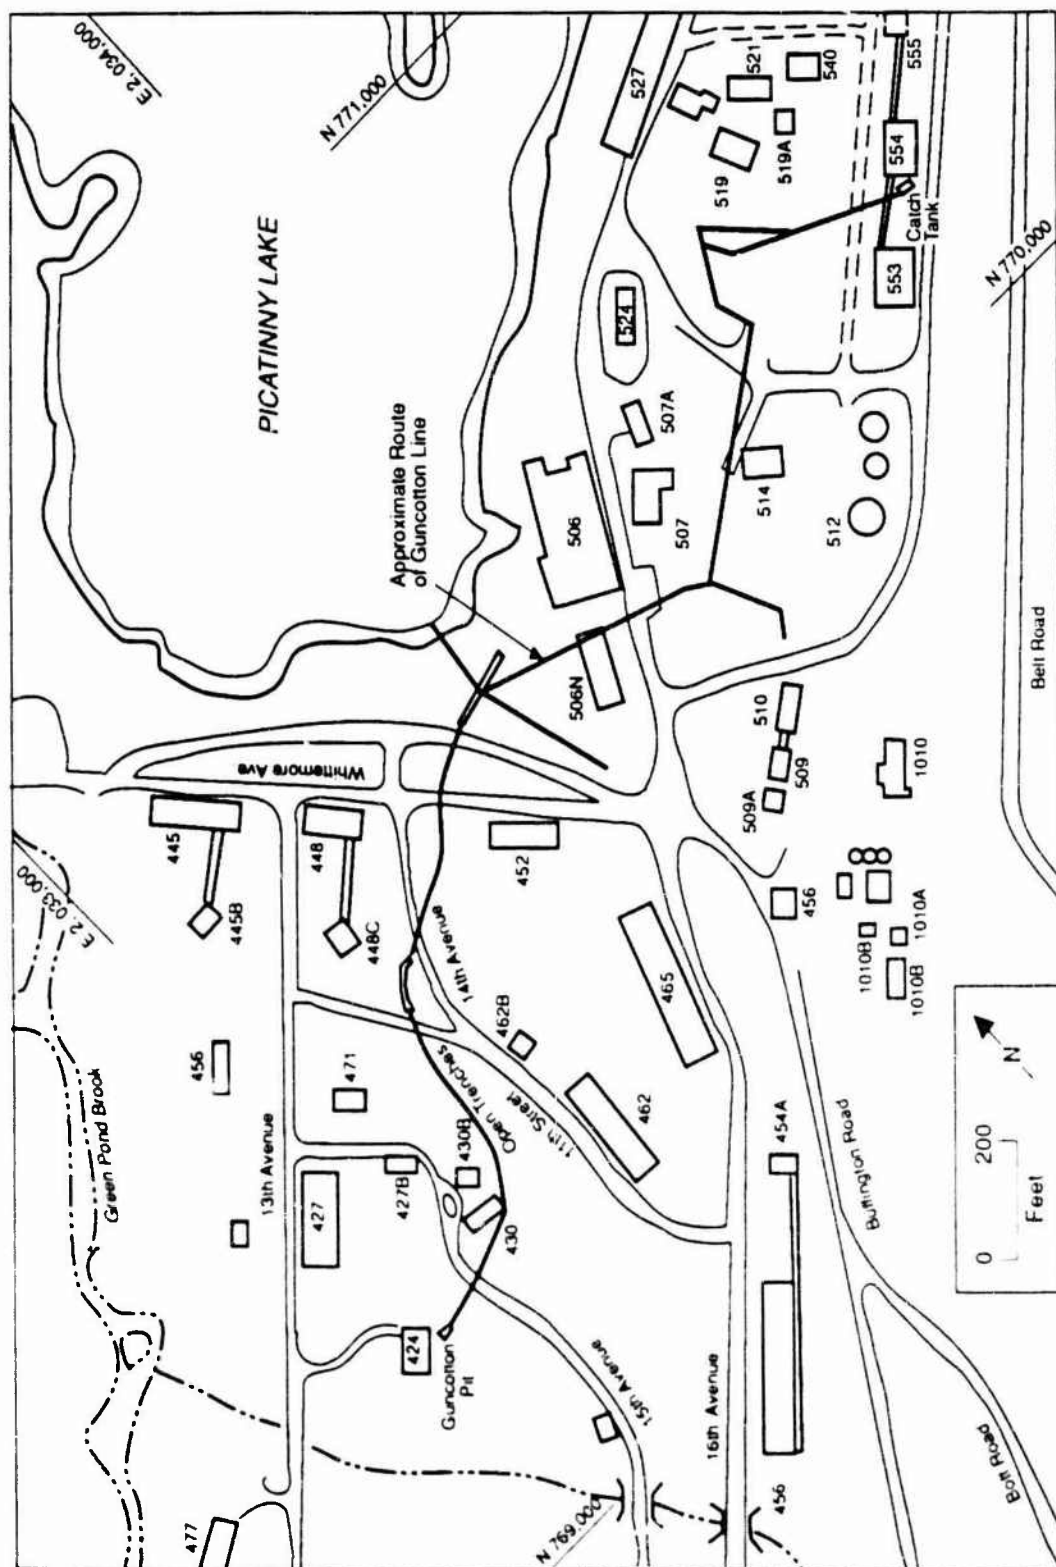 E 2, 034,000
N 771,000
PICATINNY LAKE
527
521
540
555
519
519A
554
Catch
Tank
553
N 770,000
524
507A
Approximate Route
of Guncotton Line
506
507
514
512
506N
510
509
509A
1010
Belt Road
Whittemore Ave
445
448
452
445B
448C
E 2, 033,000
14th Avenue
456
1010A
1010B
1010B
465
462B
Green Pond Brook
456
471
Open Trenches
11th Street
462
13th Avenue
427
427B
430B
430
454A
Buffington Road
424
Guncotton
Pit
15th Avenue
16th Avenue
456
Bott Road
477
N 769,000
N
0 200
Feet